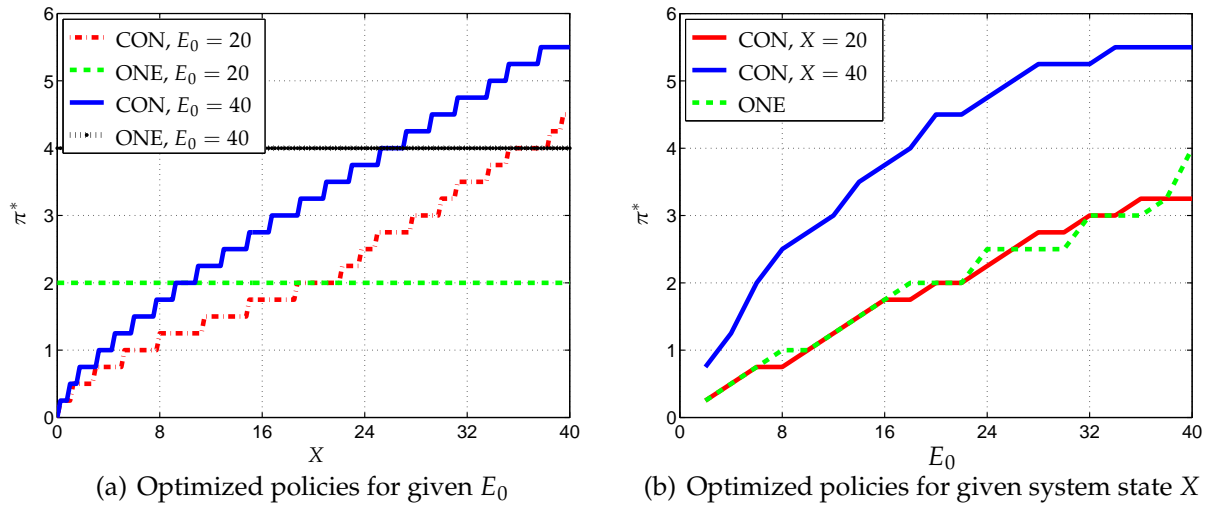 6
5
4
3
2
1
0
π*
CON, E₀ = 20
ONE, E₀ = 20
CON, E₀ = 40
ONE, E₀ = 40
0 8 16 24 32 40
X
(a) Optimized policies for given E₀
6
5
4
3
2
1
0
π*
CON, X = 20
CON, X = 40
ONE
0 8 16 24 32 40
E₀
(b) Optimized policies for given system state X